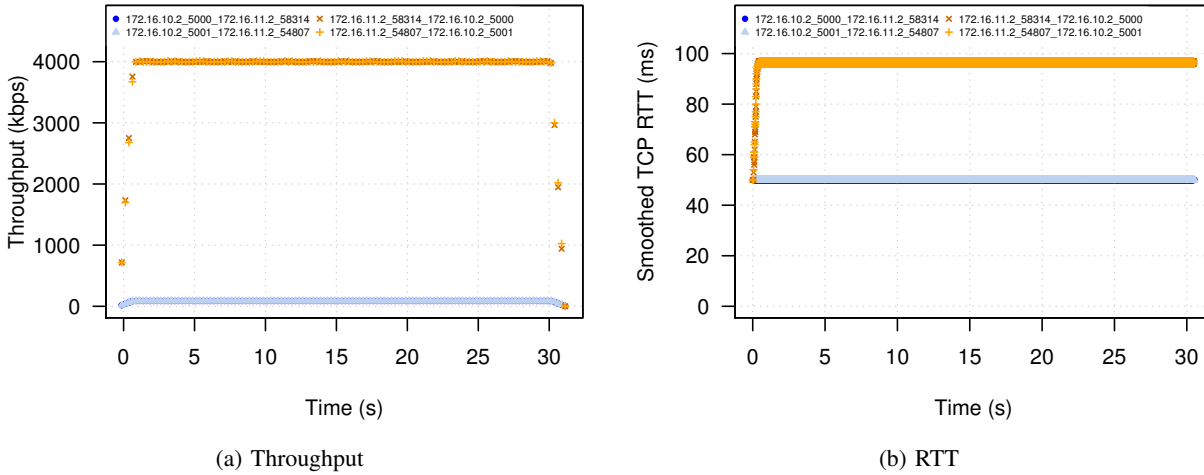 172.16.10.2_5000_172.16.11.2_58314 172.16.11.2_58314_172.16.10.2_5000
172.16.10.2_5001_172.16.11.2_54807 172.16.11.2_54807_172.16.10.2_5001
Throughput (kbps)
4000
3000
2000
1000
0
0 5 10 15 20 25 30
Time (s)
(a) Throughput
172.16.10.2_5000_172.16.11.2_58314 172.16.11.2_58314_172.16.10.2_5000
172.16.10.2_5001_172.16.11.2_54807 172.16.11.2_54807_172.16.10.2_5001
Smoothed TCP RTT (ms)
100
80
60
40
20
0
0 5 10 15 20 25 30
Time (s)
(b) RTT